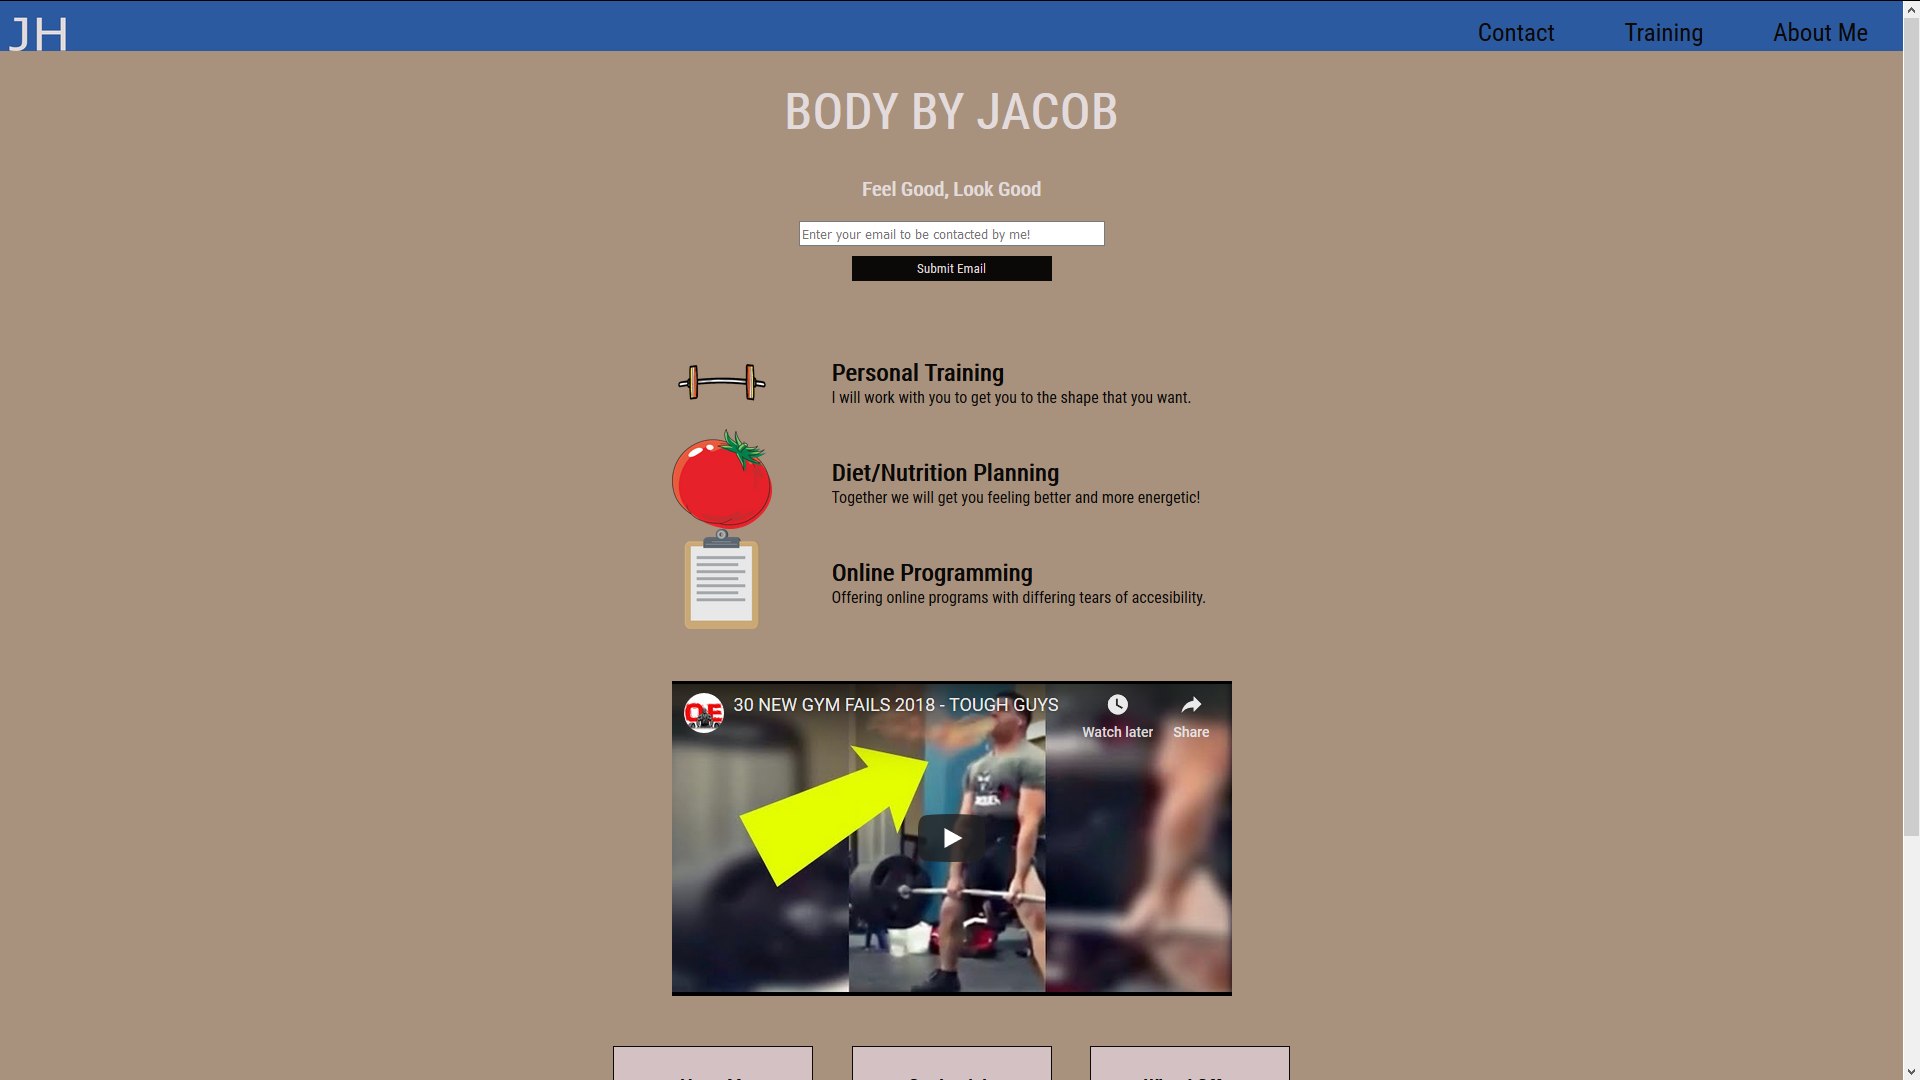 JH
Contact
Training
About Me
BODY BY JACOB
Feel Good, Look Good
Enter your email to be contacted by me!
Submit Email
Personal Training
I will work with you to get you to the shape that you want.
Diet/Nutrition Planning
Together we will get you feeling better and more energetic!
Online Programming
Offering online programs with differing tears of accesibility.
30 NEW GYM FAILS 2018 - TOUGH GUYS
Watch later
Share